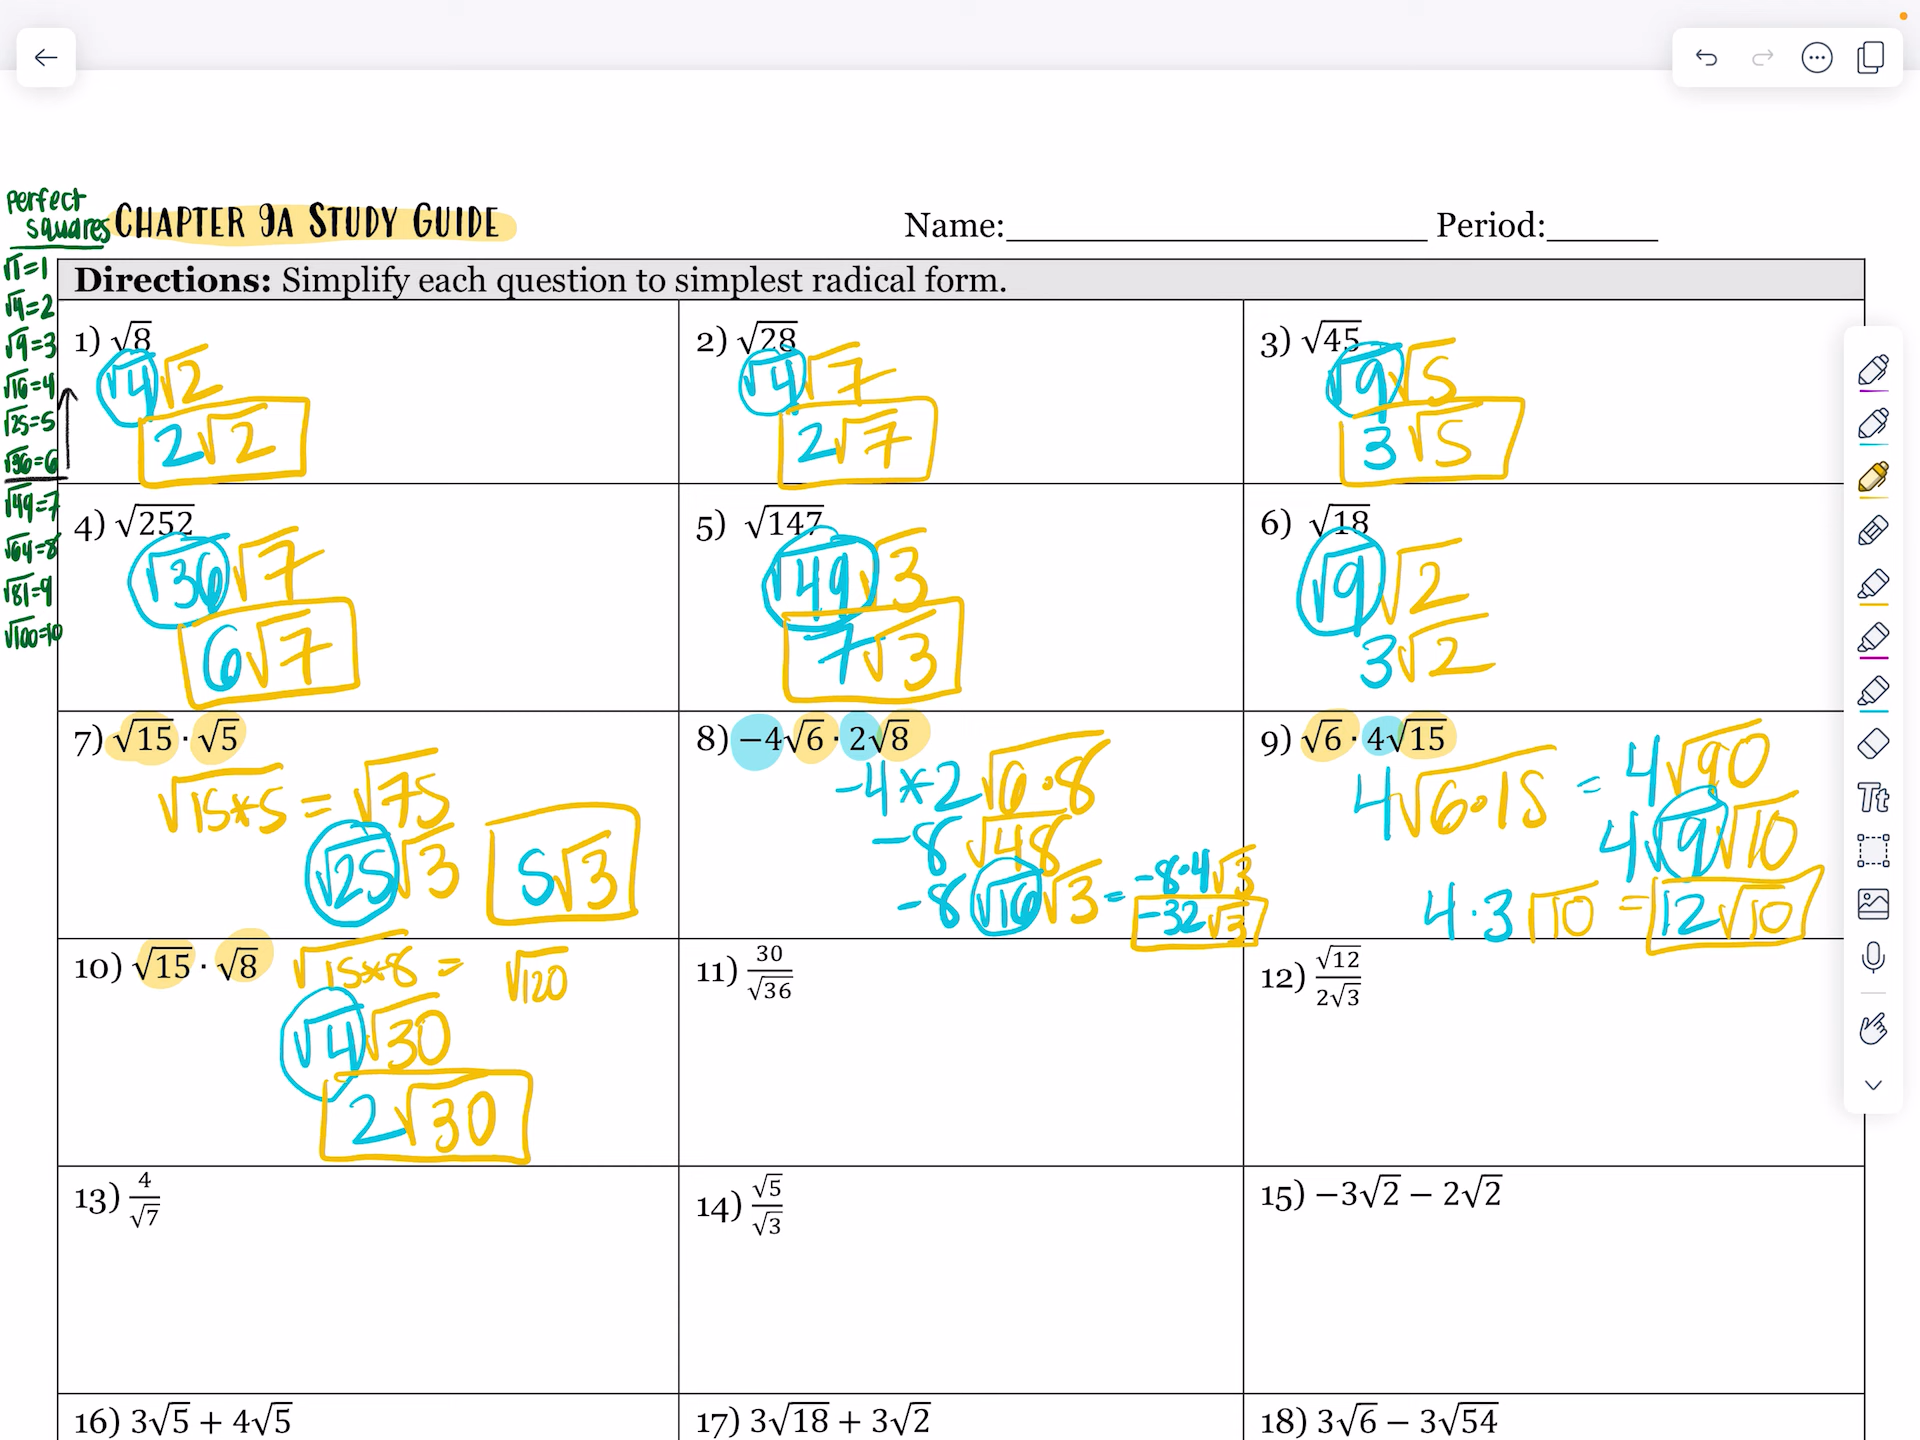 perfect
squares
CHAPTER 9A STUDY GUIDE
Name:____________________ Period:______
√1=1
√4=2
√9=3
√16=4
√25=5
√36=6
√49=7
√64=8
√81=9
√100=10
Directions: Simplify each question to simplest radical form.
1) √8
√4√2
2√2
2) √28
√4√7
2√7
3) √45
√9√5
3√5
4) √252
√36√7
6√7
5) √147
√49√3
7√3
6) √18
√9√2
3√2
7) √15 · √5
√15*5 = √75
√25√3
5√3
8) −4√6 · 2√8
-4*2√6·8
-8√48
-8√16√3 = -8·4√3
-32√3
9) √6 · 4√15
4√6·15 = 4√90
4√9√10
4·3√10 = 12√10
10) √15 · √8
√15*8 = √120
√4√30
2√30
11) 30/√36
12) √12/2√3
13) 4/√7
14) √5/√3
15) −3√2 − 2√2
16) 3√5 + 4√5
17) 3√18 + 3√2
18) 3√6 − 3√54
Tt